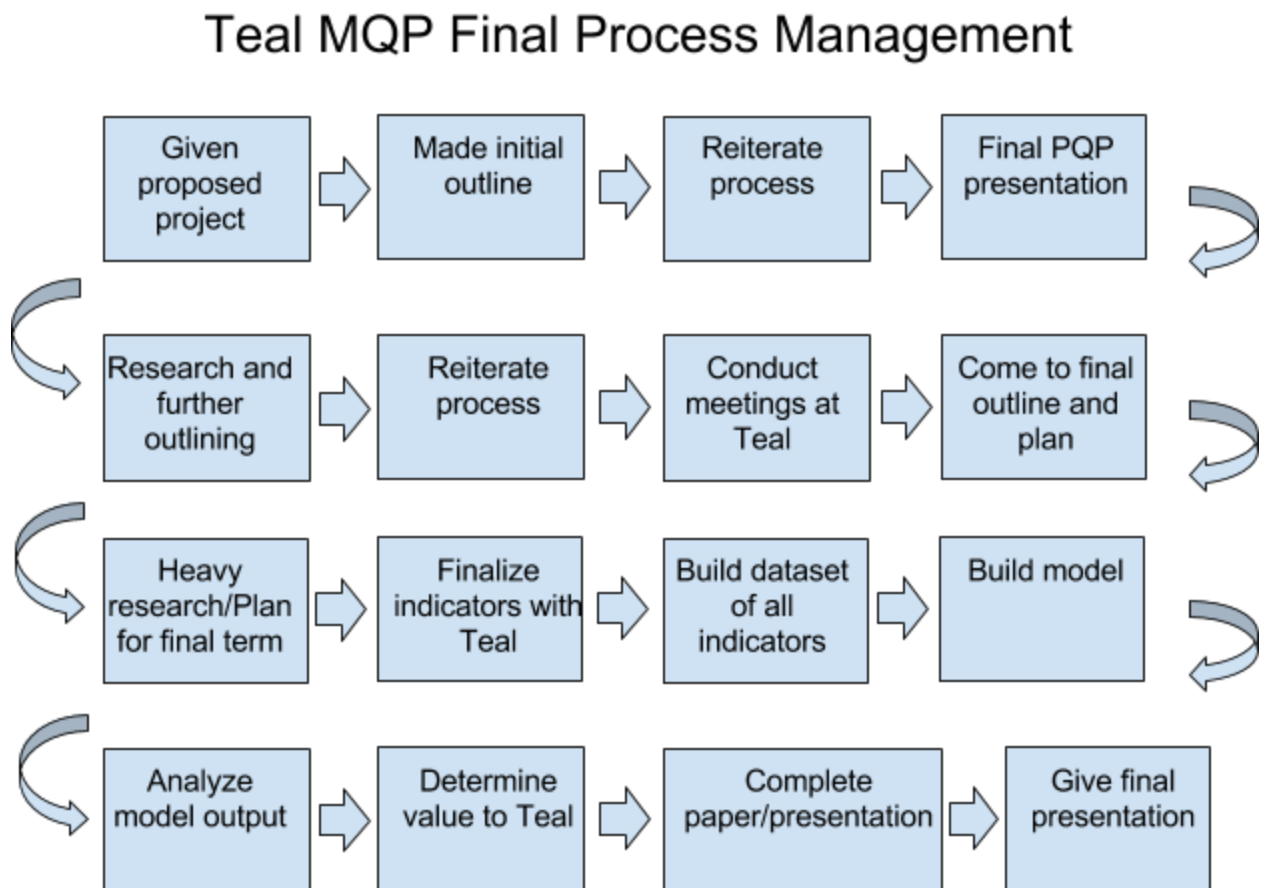 Teal MQP Final Process Management
Given
proposed
project
Made initial
outline
Reiterate
process
Final PQP
presentation
Research and
further
outlining
Reiterate
process
Conduct
meetings at
Teal
Come to final
outline and
plan
Heavy
research/Plan
for final term
Finalize
indicators with
Teal
Build dataset
of all
indicators
Build model
Analyze
model output
Determine
value to Teal
Complete
paper/presentation
Give final
presentation